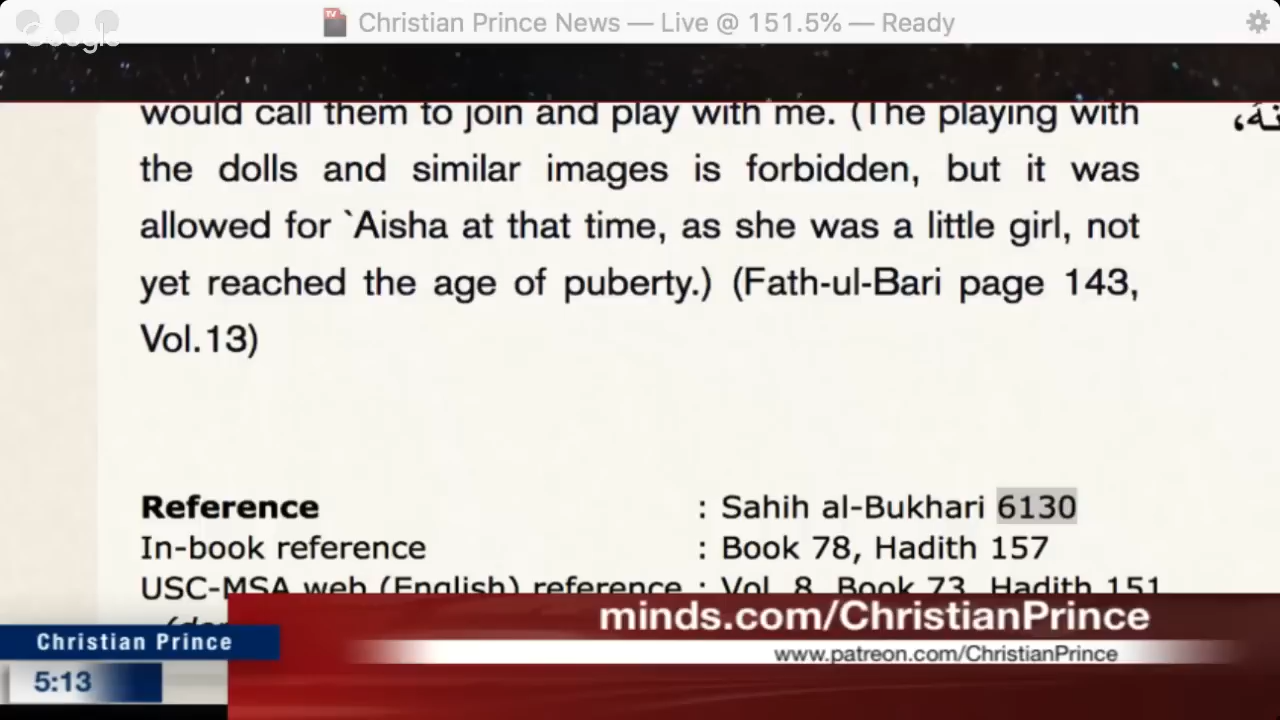 Christian Prince News — Live @ 151.5% — Ready
Google
would call them to join and play with me. (The playing with
the dolls and similar images is forbidden, but it was
allowed for `Aisha at that time, as she was a little girl, not
yet reached the age of puberty.) (Fath-ul-Bari page 143,
Vol.13)
Reference : Sahih al-Bukhari 6130
In-book reference : Book 78, Hadith 157
USC-MSA web (English) reference : Vol. 8, Book 73, Hadith 151
minds.com/ChristianPrince
Christian Prince
www.patreon.com/ChristianPrince
5:13